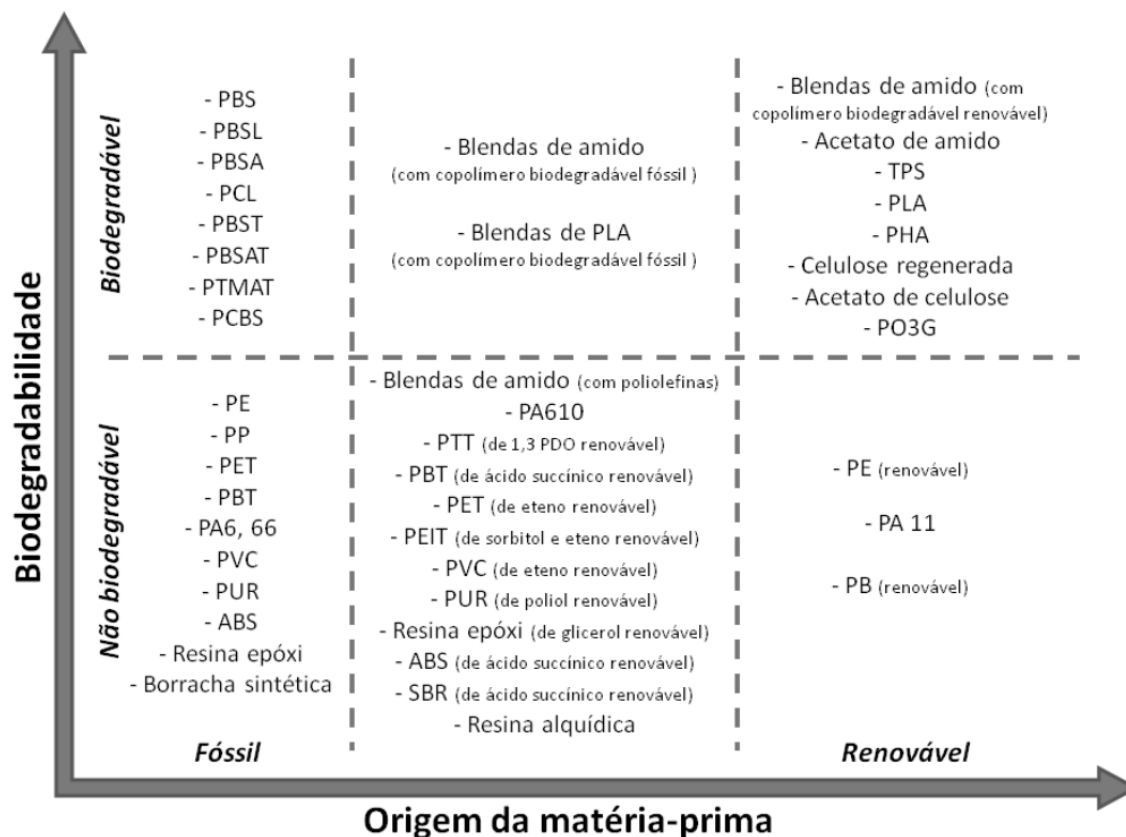 Biodegradabilidade
Biodegradável
- PBS
- PBSL
- PBSA
- PCL
- PBST
- PBSAT
- PTMAT
- PCBS
- Blendas de amido
(com copolímero biodegradável fóssil )
- Blendas de PLA
(com copolímero biodegradável fóssil )
- Blendas de amido (com
copolímero biodegradável renovável)
- Acetato de amido
- TPS
- PLA
- PHA
- Celulose regenerada
- Acetato de celulose
- PO3G
Não biodegradável
- PE
- PP
- PET
- PBT
- PA6, 66
- PVC
- PUR
- ABS
- Resina epóxi
- Borracha sintética
- Blendas de amido (com poliolefinas)
- PA610
- PTT (de 1,3 PDO renovável)
- PBT (de ácido succínico renovável)
- PET (de eteno renovável)
- PEIT (de sorbitol e eteno renovável)
- PVC (de eteno renovável)
- PUR (de poliol renovável)
- Resina epóxi (de glicerol renovável)
- ABS (de ácido succínico renovável)
- SBR (de ácido succínico renovável)
- Resina alquídica
- PE (renovável)
- PA 11
- PB (renovável)
Fóssil
Renovável
Origem da matéria-prima